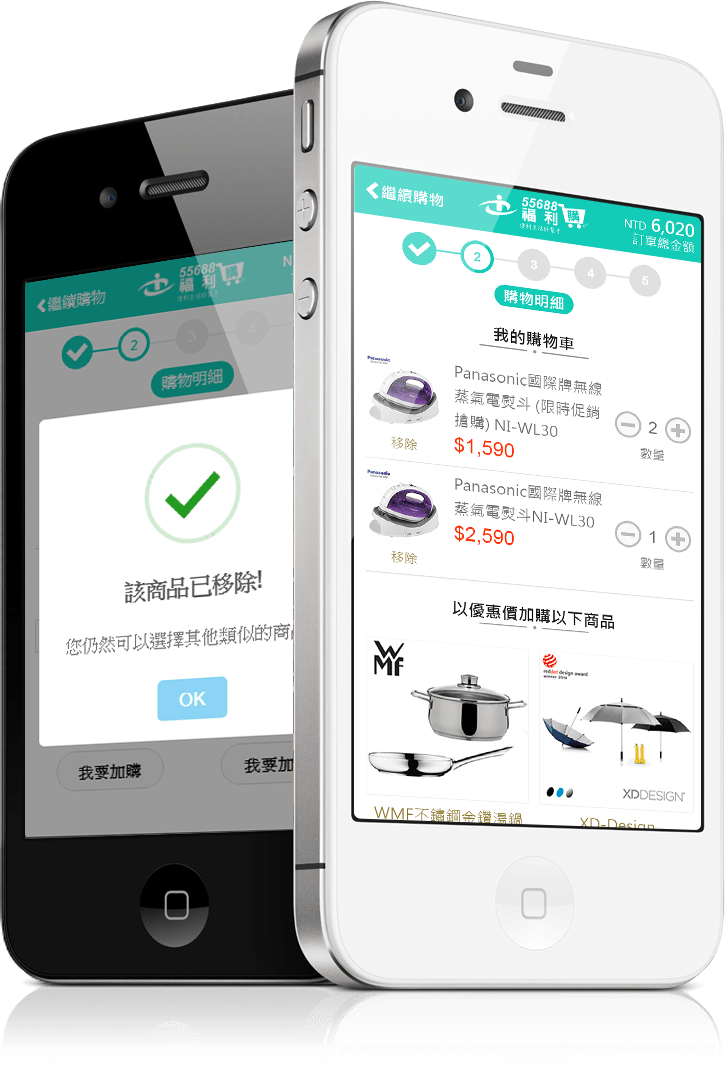 繼續購物
55688
福利購
便利生活好幫手
N
2
3
4
購物明細
該商品已移除!
您仍然可以選擇其他類似的商
OK
我要加購
我要加
繼續購物
55688
福利購
便利生活好幫手
NTD 6,020
訂單總金額
2
3
4
5
購物明細
我的購物車
Panasonic
Panasonic國際牌無線
蒸氣電熨斗 (限時促銷
搶購) NI-WL30
$1,590
移除
2
數量
Panasonic
Panasonic國際牌無線
蒸氣電熨斗NI-WL30
$2,590
移除
1
數量
以優惠價加購以下商品
WMF
reddot design award
winner 2014
XDDESIGN
WMF不鏽鋼金鑽湯鍋
XD-Design